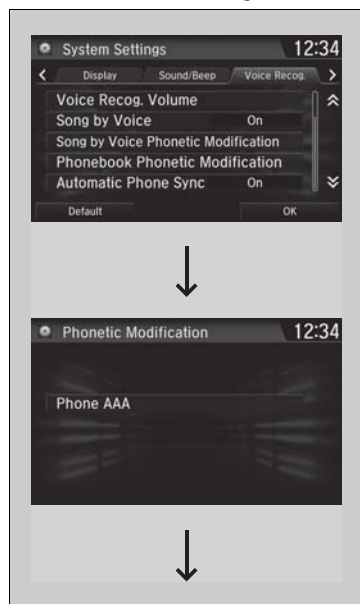 System Settings 12:34
Display Sound/Beep Voice Recog.
Voice Recog. Volume
Song by Voice On
Song by Voice Phonetic Modification
Phonebook Phonetic Modification
Automatic Phone Sync On
Default OK
Phonetic Modification 12:34
Phone AAA